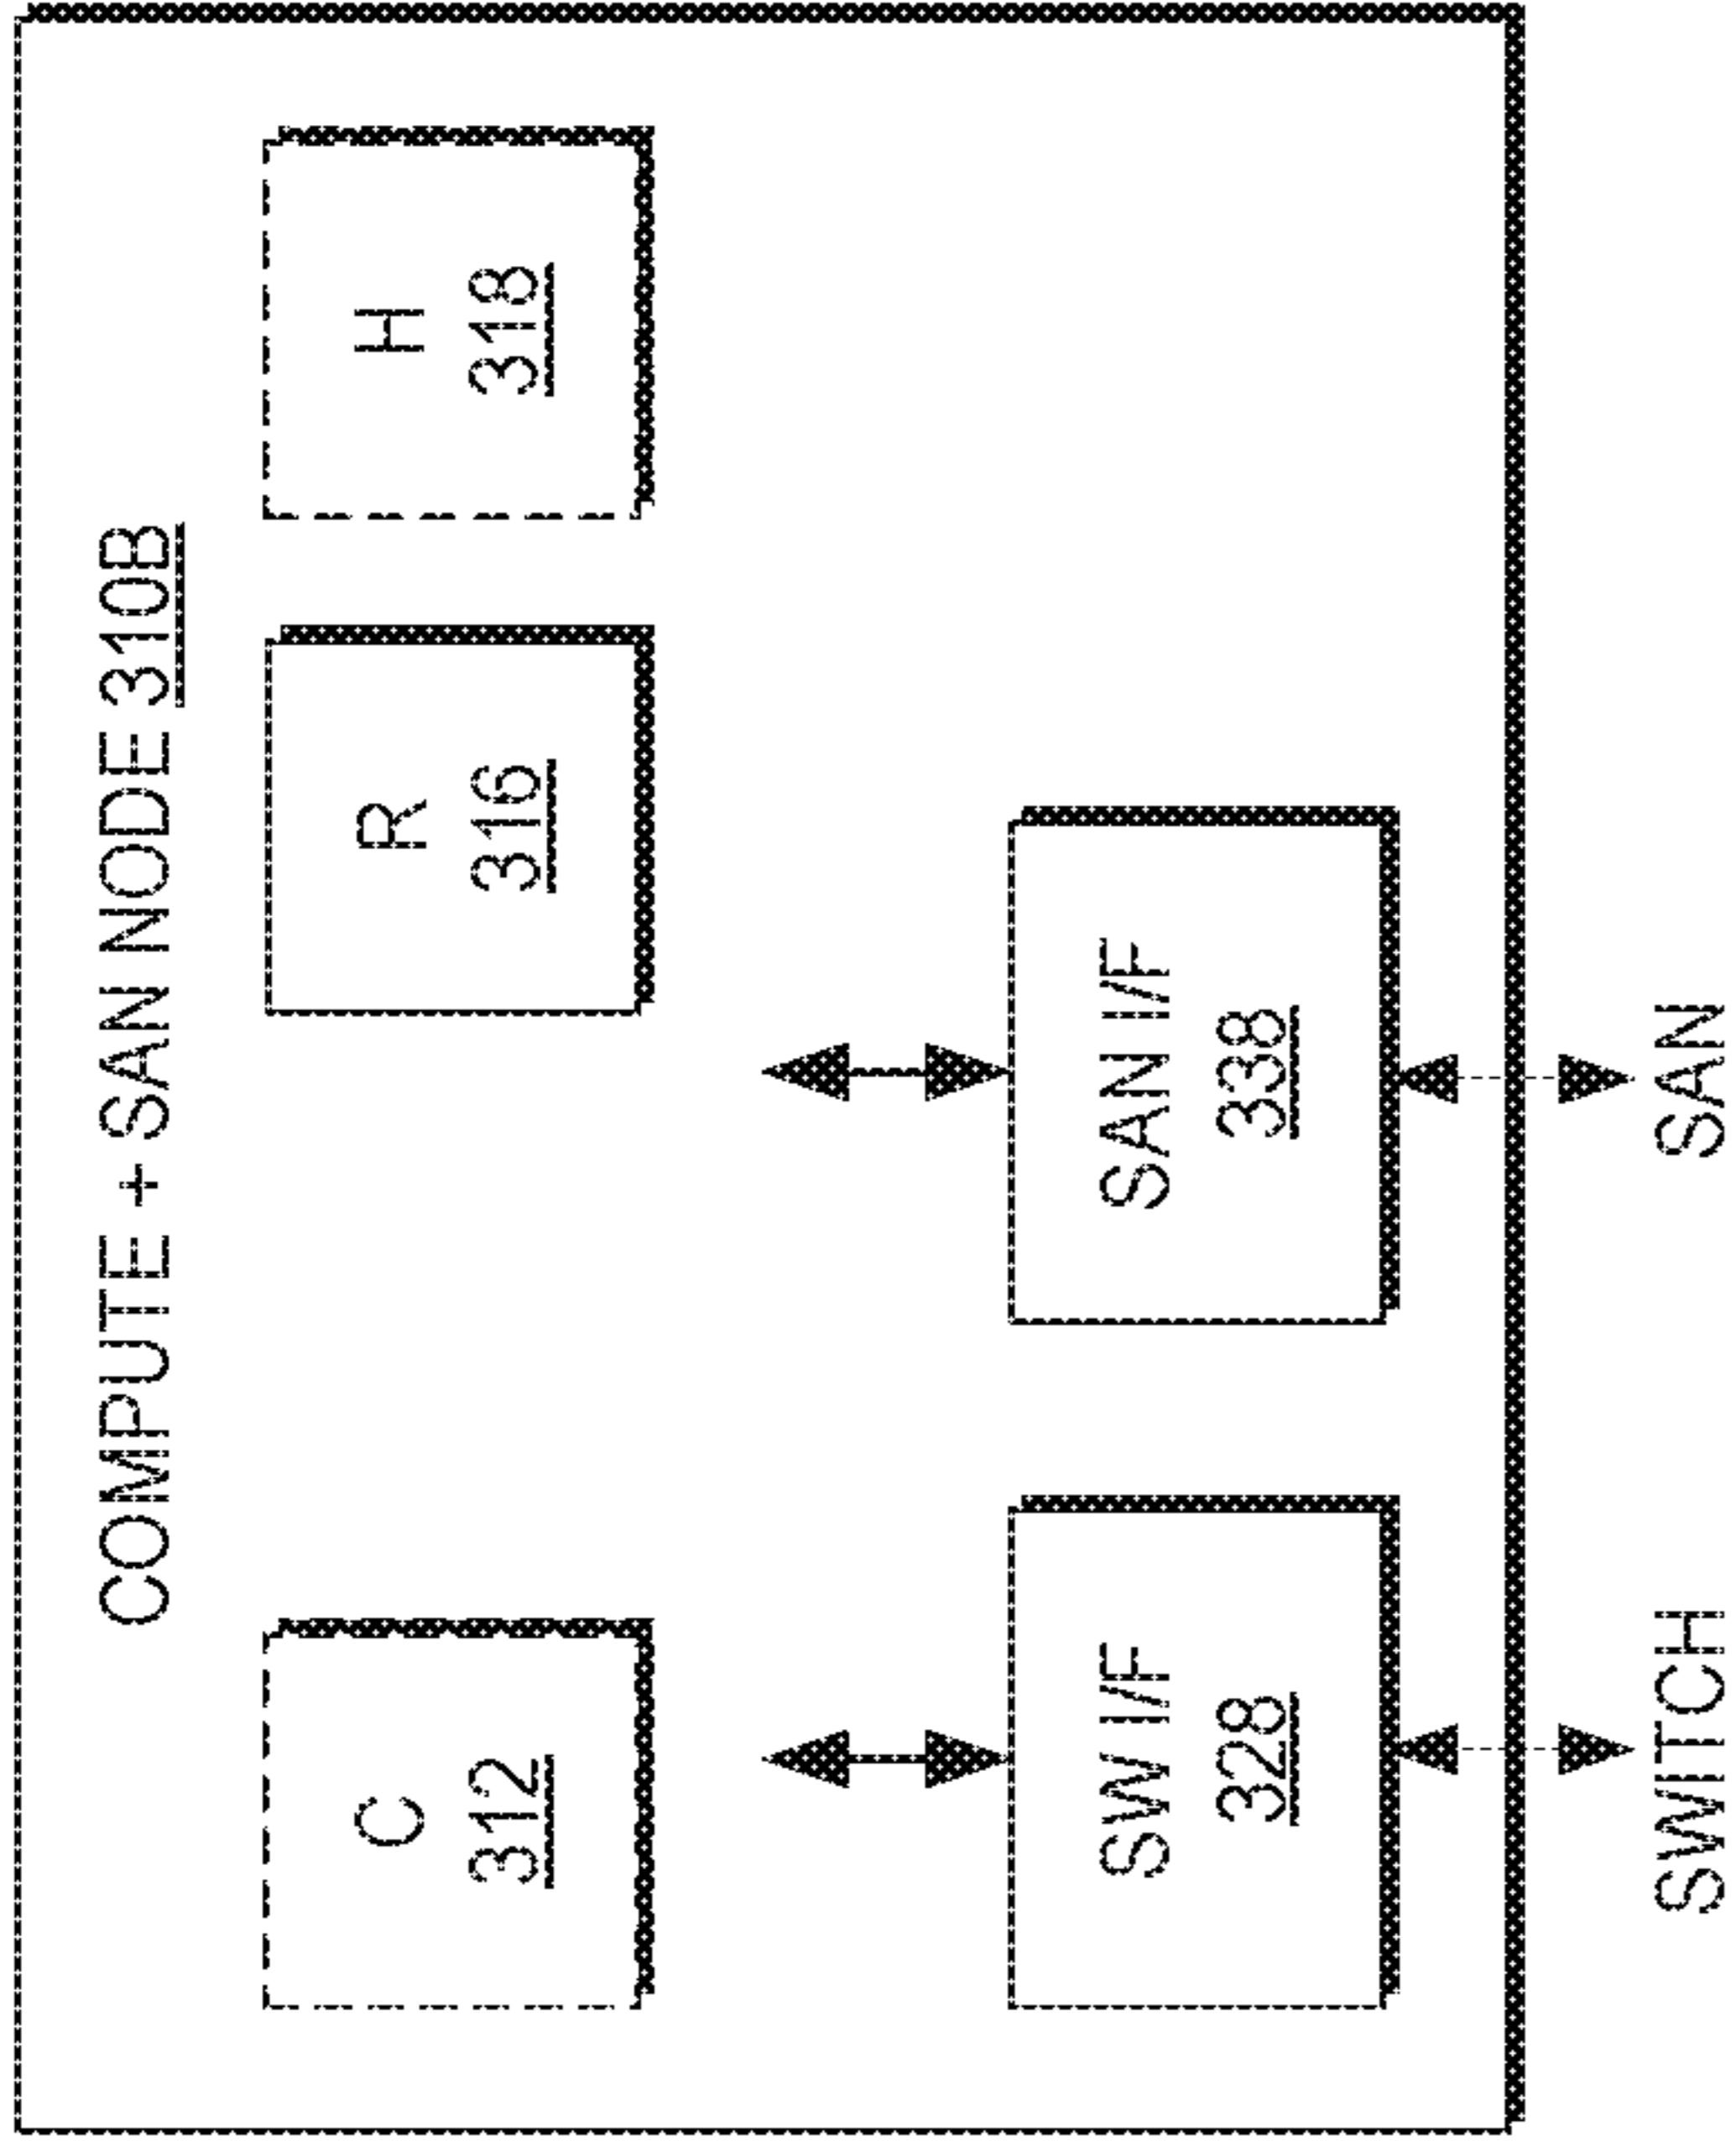 COMPUTE + SAN NODE 310B
C
312
R
316
H
318
SW I/F
328
SAN I/F
338
SWITCH
SAN